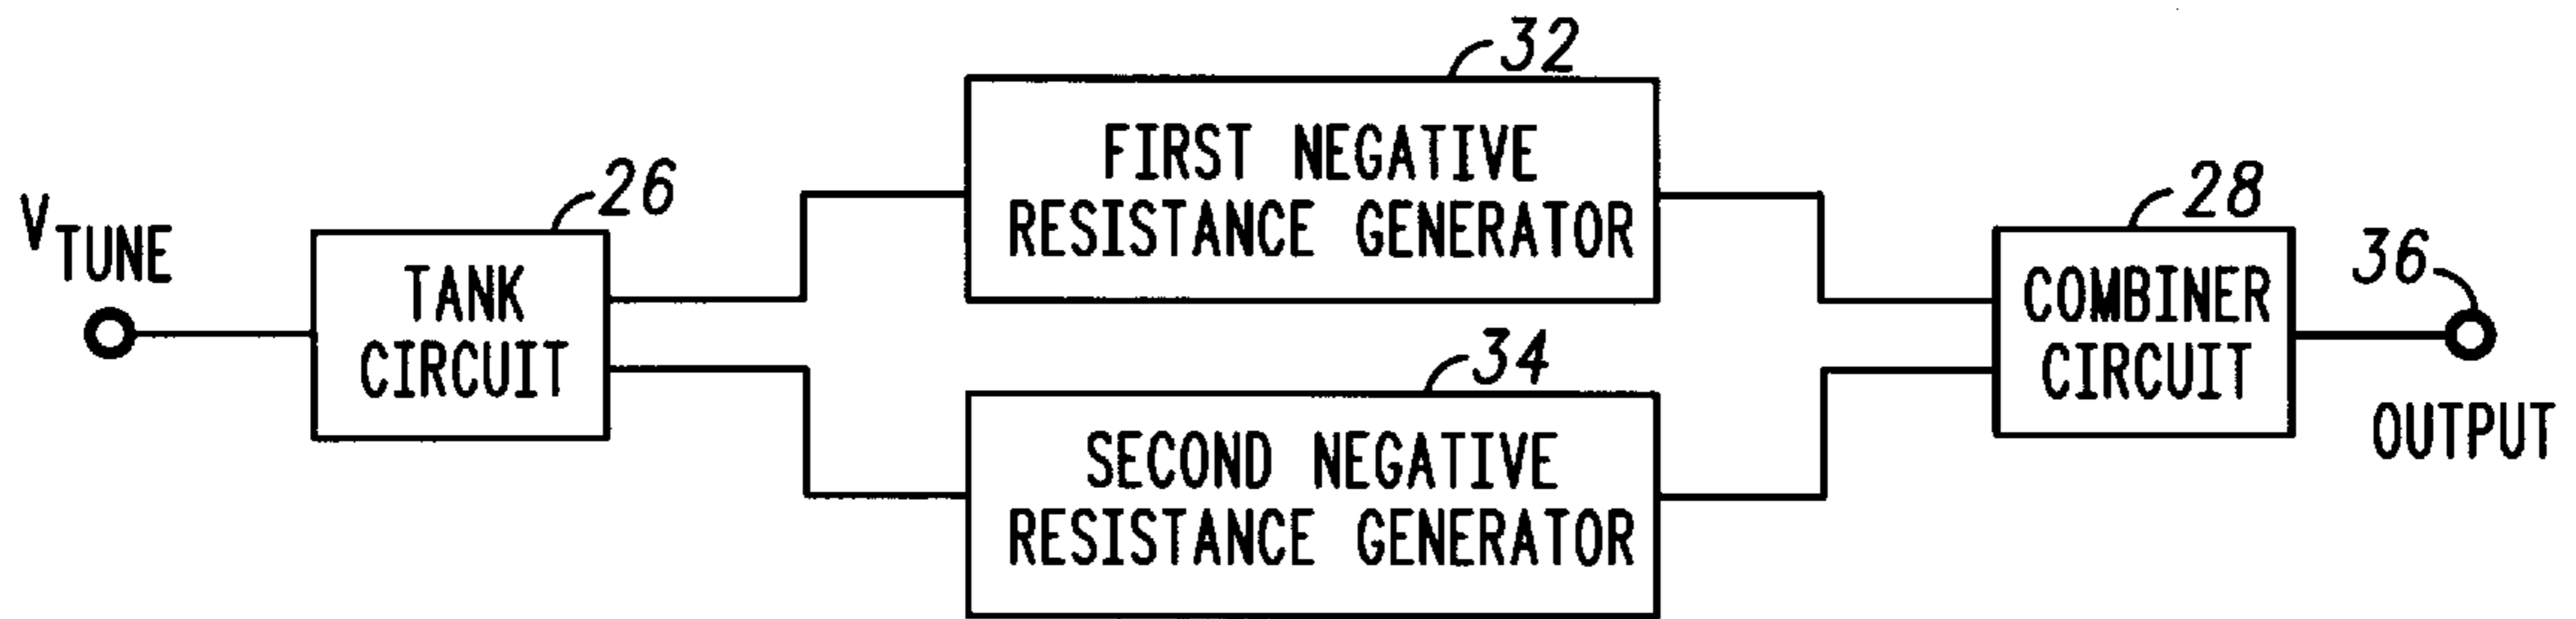 V TUNE
26
TANK
CIRCUIT
32
FIRST NEGATIVE
RESISTANCE GENERATOR
34
SECOND NEGATIVE
RESISTANCE GENERATOR
28
COMBINER
CIRCUIT
36
OUTPUT